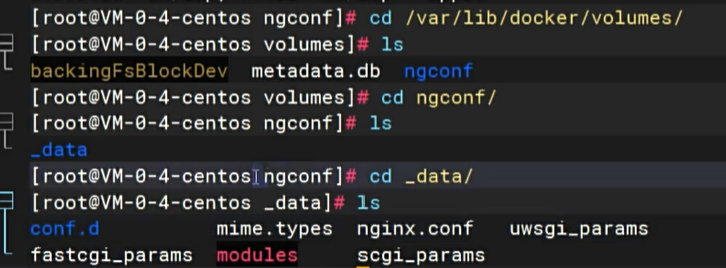 [root@VM-0-4-centos ngconf]# cd /var/lib/docker/volumes/
[root@VM-0-4-centos volumes]# ls
backingFsBlockDev metadata.db ngconf
[root@VM-0-4-centos volumes]# cd ngconf/
[root@VM-0-4-centos ngconf]# ls
_data
[root@VM-0-4-centos ngconf]# cd _data/
[root@VM-0-4-centos _data]# ls
conf.d mime.types nginx.conf uwsgi_params
fastcgi_params modules scgi_params